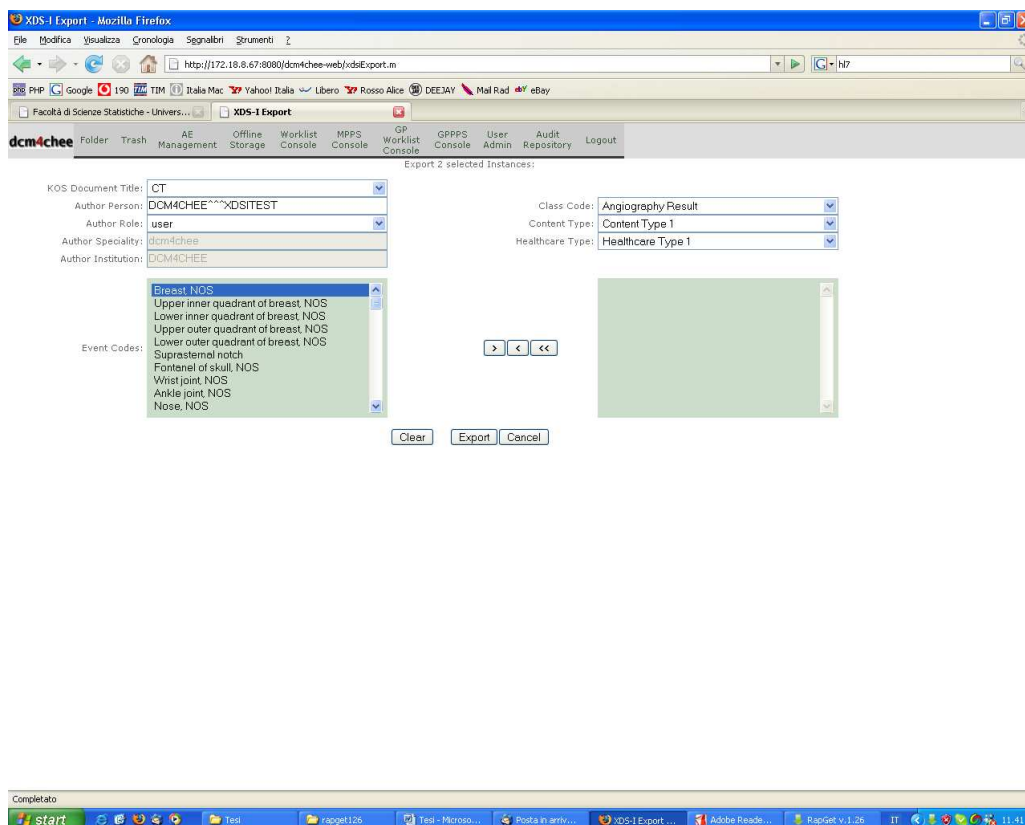 XDS-I Export - Mozilla Firefox
File Modifica Visualizza Cronologia Segnalibri Strumenti ?
http://172.18.8.67:8080/dcm4chee-web/xdsiExport.m
hl7
PHP Google 190 TIM Italia Mac Yahoo! Italia Libero Rosso Alice DEEJAY Mail Rad eBay
Facoltà di Scienze Statistiche - Univers... XDS-I Export
dcm4chee Folder Trash AE Management Offline Storage Worklist Console MPPS Console GP Worklist Console GPPPS Console User Admin Audit Repository Logout
Export 2 selected Instances:
KOS Document Title: CT
Author Person: DCM4CHEE^^^XDSITEST Class Code: Angiography Result
Author Role: user Content Type: Content Type 1
Author Speciality: dcm4chee Healthcare Type: Healthcare Type 1
Author Institution: DCM4CHEE
Breast, NOS
Upper inner quadrant of breast, NOS
Lower inner quadrant of breast, NOS
Upper outer quadrant of breast, NOS
Lower outer quadrant of breast, NOS
Event Codes: > < <<
Suprasternal notch
Fontanel of skull, NOS
Wrist joint, NOS
Ankle joint, NOS
Nose, NOS
Clear Export Cancel
Completato
start Tesi rapget126 Tesi - Microso... Posta in arriv... XDS-I Export ... Adobe Reade... RapGet v.1.26 IT 11.41